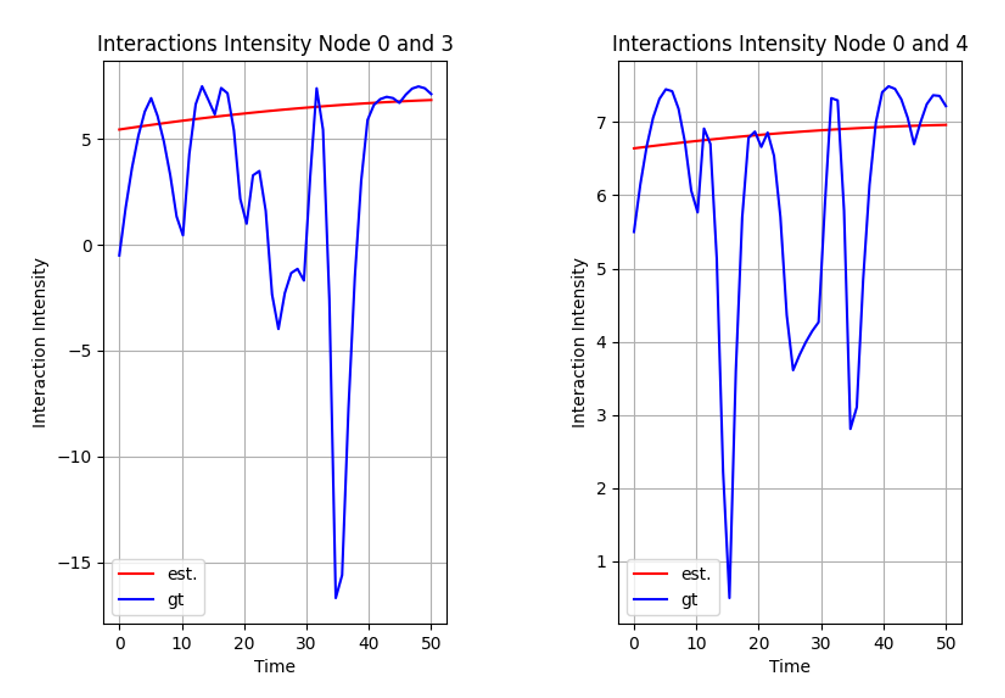 Interactions Intensity Node 0 and 3
Interaction Intensity
5
0
−5
−10
−15
est.
gt
0 10 20 30 40 50
Time
Interactions Intensity Node 0 and 4
Interaction Intensity
7
6
5
4
3
2
1
est.
gt
0 10 20 30 40 50
Time